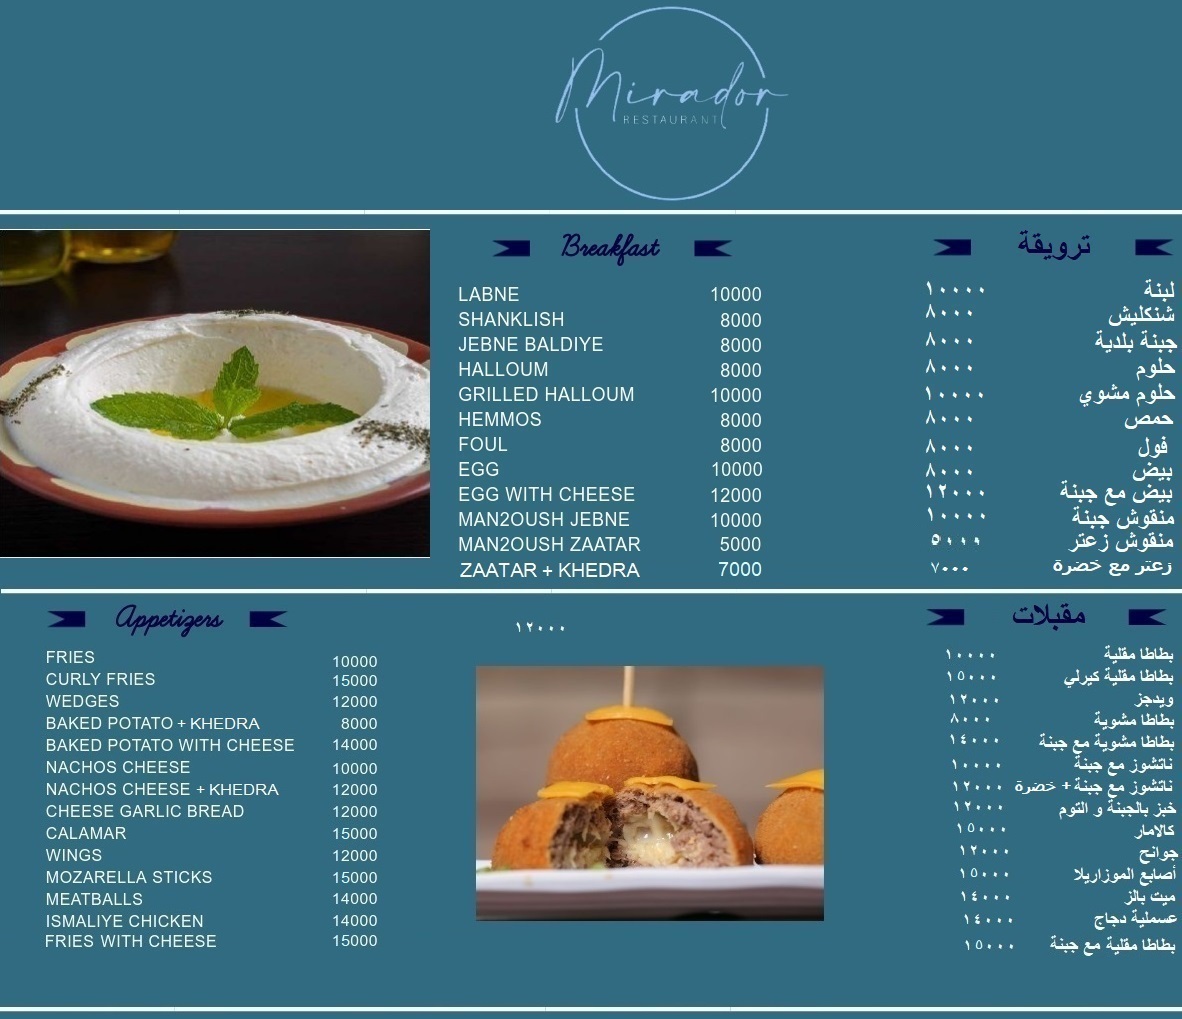 Mirador
RESTAURANT
Breakfast
LABNE 10000
SHANKLISH 8000
JEBNE BALDIYE 8000
HALLOUM 8000
GRILLED HALLOUM 10000
HEMMOS 8000
FOUL 8000
EGG 10000
EGG WITH CHEESE 12000
MAN2OUSH JEBNE 10000
MAN2OUSH ZAATAR 5000
ZAATAR + KHEDRA 7000
ترويقة
لبنة ١٠٠٠٠
شنكليش ٨٠٠٠
جبنة بلدية ٨٠٠٠
حلوم ٨٠٠٠
حلوم مشوي ١٠٠٠٠
حمص ٨٠٠٠
فول ٨٠٠٠
بيض ٨٠٠٠
بيض مع جبنة ١٢٠٠٠
منقوش جبنة ١٠٠٠٠
منقوش زعتر ٥٠٠٠
زعتر مع خضرة ٧٠٠٠
Appetizers
FRIES 10000
CURLY FRIES 15000
WEDGES 12000
BAKED POTATO + KHEDRA 8000
BAKED POTATO WITH CHEESE 14000
NACHOS CHEESE 10000
NACHOS CHEESE + KHEDRA 12000
CHEESE GARLIC BREAD 12000
CALAMAR 15000
WINGS 12000
MOZARELLA STICKS 15000
MEATBALLS 14000
ISMALIYE CHICKEN 14000
FRIES WITH CHEESE 15000
١٢٠٠٠
مقبلات
بطاطا مقلية ١٠٠٠٠
بطاطا مقلية كيرلي ١٥٠٠٠
ويدجز ١٢٠٠٠
بطاطا مشوية ٨٠٠٠
بطاطا مشوية مع جبنة ١٤٠٠٠
ناتشوز مع جبنة ١٠٠٠٠
ناتشوز مع جبنة + خضرة ١٢٠٠٠
خبز بالجبنة و التوم ١٢٠٠٠
كالامار ١٥٠٠٠
جوانح ١٢٠٠٠
أصابع الموزاريلا ١٥٠٠٠
ميت بالز ١٤٠٠٠
عسملية دجاج ١٤٠٠٠
بطاطا مقلية مع جبنة ١٥٠٠٠